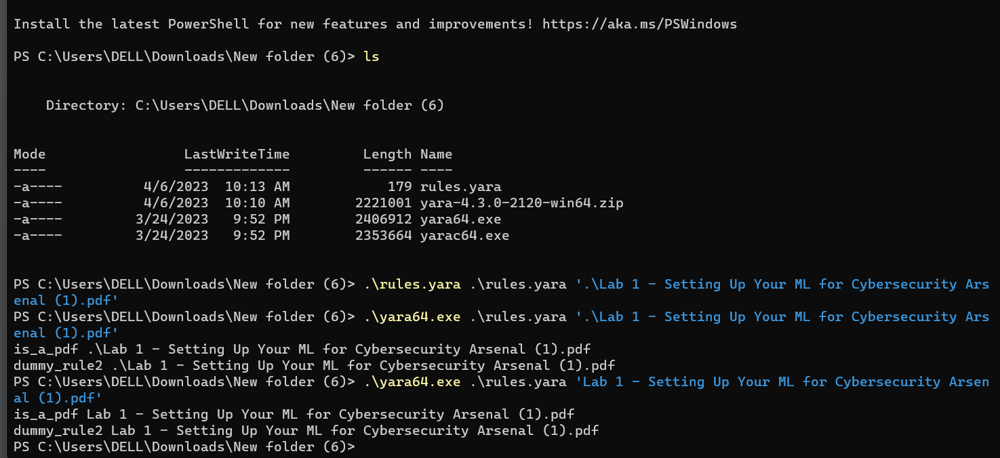 Install the latest PowerShell for new features and improvements! https://aka.ms/PSWindows
PS C:\Users\DELL\Downloads\New folder (6)> ls
Directory: C:\Users\DELL\Downloads\New folder (6)
Mode LastWriteTime Length Name
---- ------------- ------ ----
-a---- 4/6/2023 10:13 AM 179 rules.yara
-a---- 4/6/2023 10:10 AM 2221001 yara-4.3.0-2120-win64.zip
-a---- 3/24/2023 9:52 PM 2406912 yara64.exe
-a---- 3/24/2023 9:52 PM 2353664 yarac64.exe
PS C:\Users\DELL\Downloads\New folder (6)> .\rules.yara .\rules.yara '.\Lab 1 - Setting Up Your ML for Cybersecurity Ars
enal (1).pdf'
PS C:\Users\DELL\Downloads\New folder (6)> .\yara64.exe .\rules.yara '.\Lab 1 - Setting Up Your ML for Cybersecurity Ars
enal (1).pdf'
is_a_pdf .\Lab 1 - Setting Up Your ML for Cybersecurity Arsenal (1).pdf
dummy_rule2 .\Lab 1 - Setting Up Your ML for Cybersecurity Arsenal (1).pdf
PS C:\Users\DELL\Downloads\New folder (6)> .\yara64.exe .\rules.yara 'Lab 1 - Setting Up Your ML for Cybersecurity Arsen
al (1).pdf'
is_a_pdf Lab 1 - Setting Up Your ML for Cybersecurity Arsenal (1).pdf
dummy_rule2 Lab 1 - Setting Up Your ML for Cybersecurity Arsenal (1).pdf
PS C:\Users\DELL\Downloads\New folder (6)>